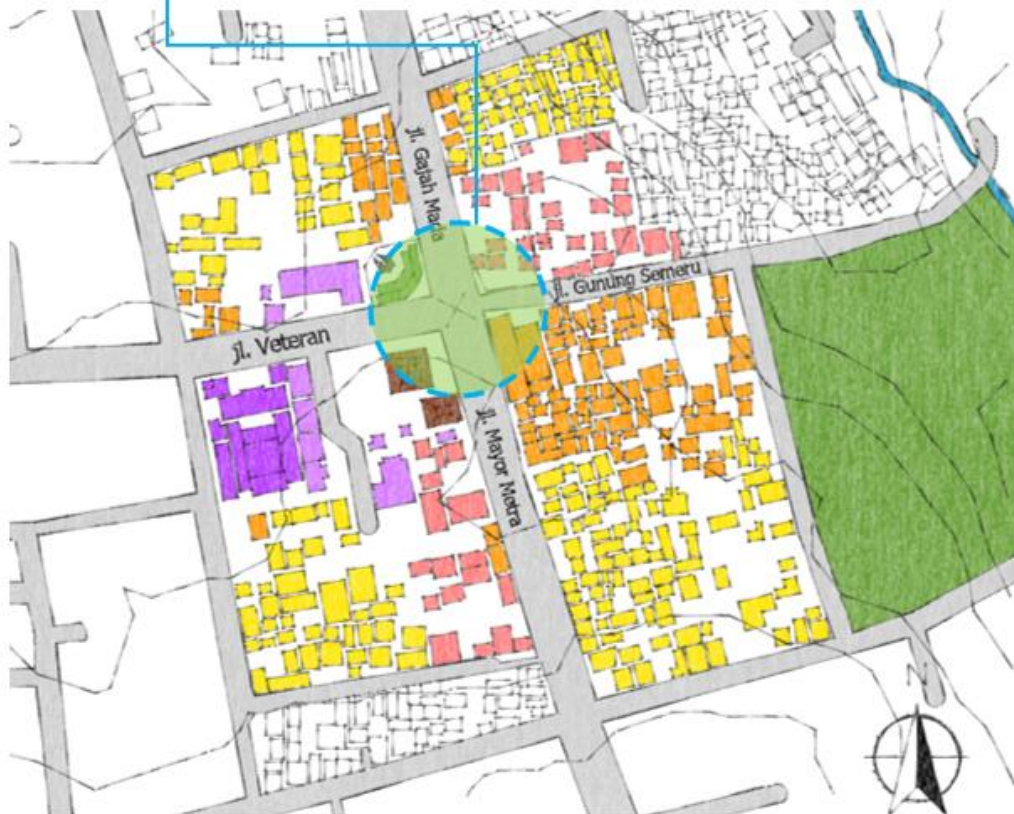 jl. Gajah Mada
jl. Gunung Semeru
jl. Veteran
jl. Mayor Metra
N